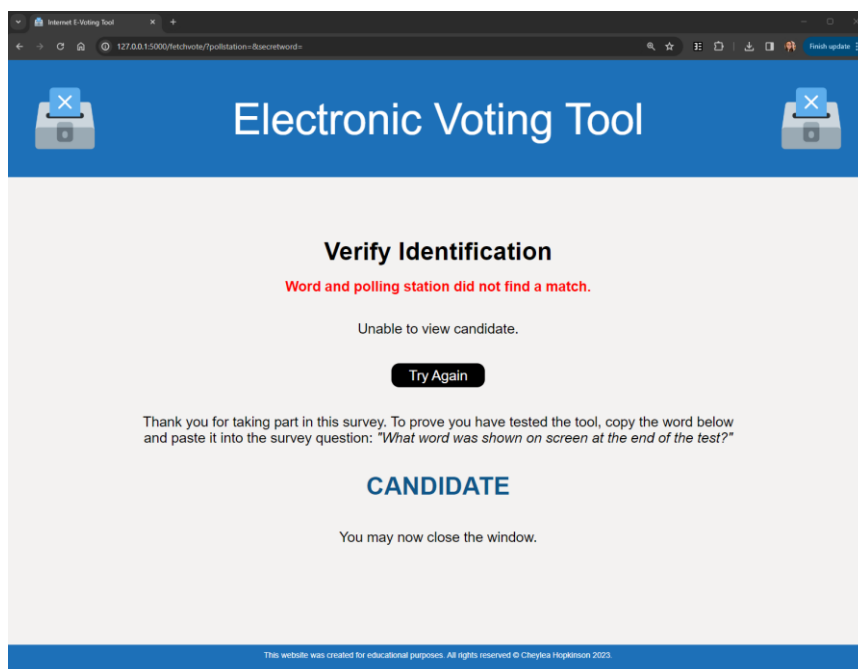 Internet E-Voting Tool
127.0.0.1:5000/fetchvote/?pollstation=&secretword=
Finish update
Electronic Voting Tool
Verify Identification
Word and polling station did not find a match.
Unable to view candidate.
Try Again
Thank you for taking part in this survey. To prove you have tested the tool, copy the word below
and paste it into the survey question: "What word was shown on screen at the end of the test?"
CANDIDATE
You may now close the window.
This website was created for educational purposes. All rights reserved © Cheylea Hopkinson 2023.